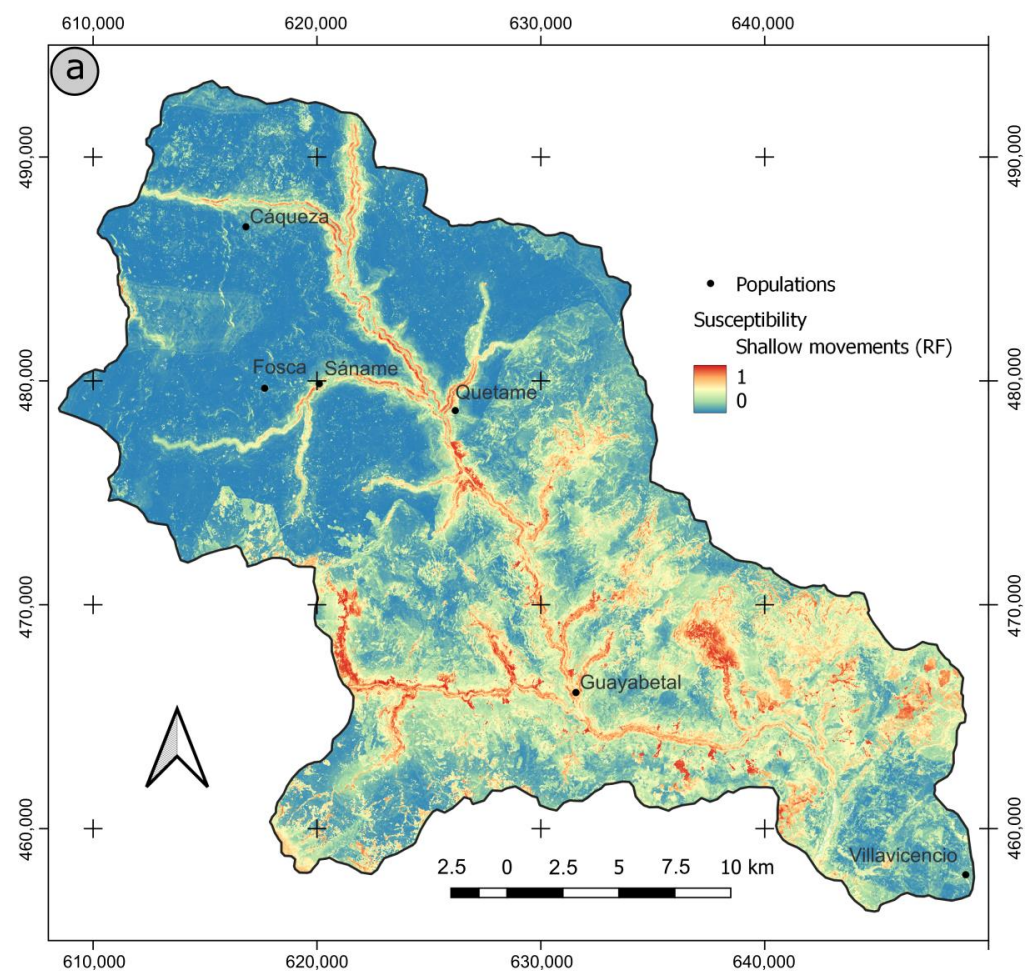 610,000 620,000 630,000 640,000
a
490,000 490,000
Cáqueza
Populations
Susceptibility
Shallow movements (RF)
1
0
Fosca Sáname
480,000 480,000
Quetame
470,000 470,000
Guayabetal
460,000 460,000
Villavicencio
2.5 0 2.5 5 7.5 10 km
610,000 620,000 630,000 640,000